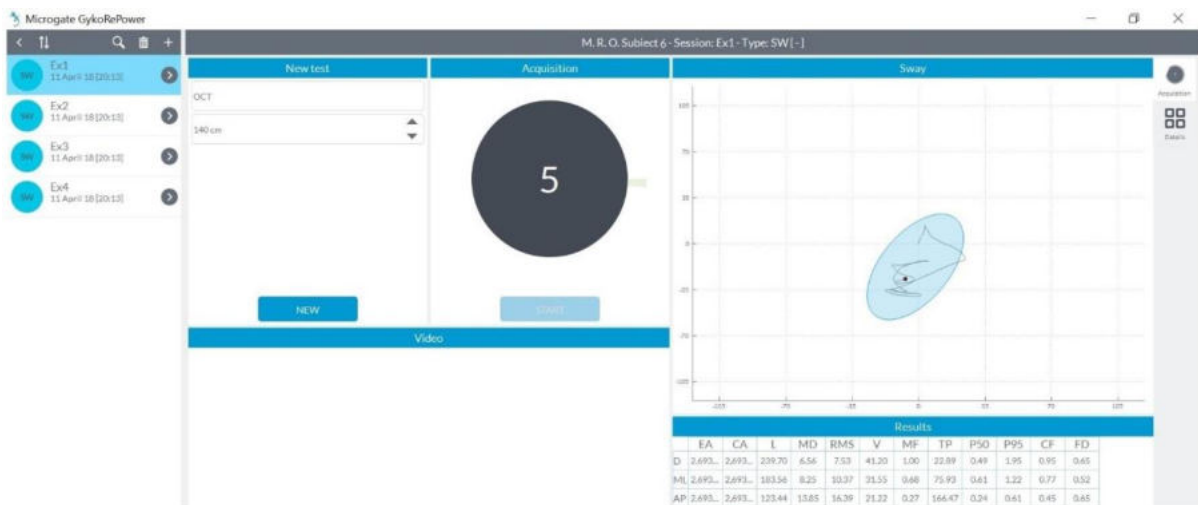 Microgate GykoRePower
M. R. O. Subiect 6 - Session: Ex1 - Type: SW [ - ]
Ex1
11 April 18 [20:13]
SW
Ex2
11 April 18 [20:13]
SW
Ex3
11 April 18 [20:13]
SW
Ex4
11 April 18 [20:13]
New test
OCT
140 cm
NEW
Acquisition
5
START
Video
Sway
Acquisition
Details
Results
EA CA L MD RMS V MF TP P50 P95 CF FD
D 2,693... 2,693... 239.70 6.56 7.53 41.20 1.00 22.89 0.49 1.95 0.95 0.65
ML 2,693... 2,693... 183.56 8.25 10.37 31.55 0.68 75.93 0.61 1.22 0.77 0.52
AP 2,693... 2,693... 123.44 13.85 16.39 21.22 0.27 166.47 0.24 0.61 0.45 0.65